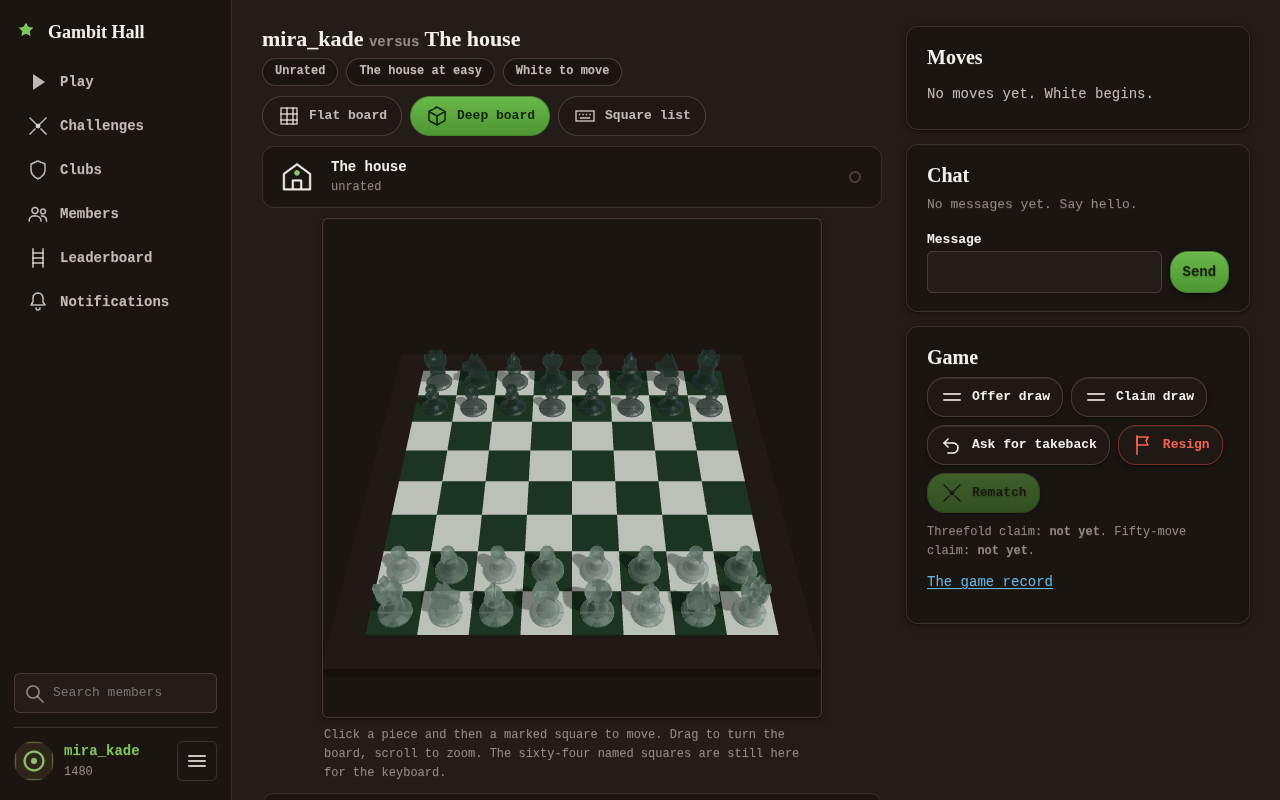 Gambit Hall
Play
Challenges
Clubs
Members
Leaderboard
Notifications
Search members
mira_kade
1480
mira_kade versus The house
Unrated
The house at easy
White to move
Flat board
Deep board
Square list
The house
unrated
Click a piece and then a marked square to move. Drag to turn the
board, scroll to zoom. The sixty-four named squares are still here
for the keyboard.
Moves
No moves yet. White begins.
Chat
No messages yet. Say hello.
Message
Send
Game
Offer draw
Claim draw
Ask for takeback
Resign
Rematch
Threefold claim: not yet. Fifty-move
claim: not yet.
The game record